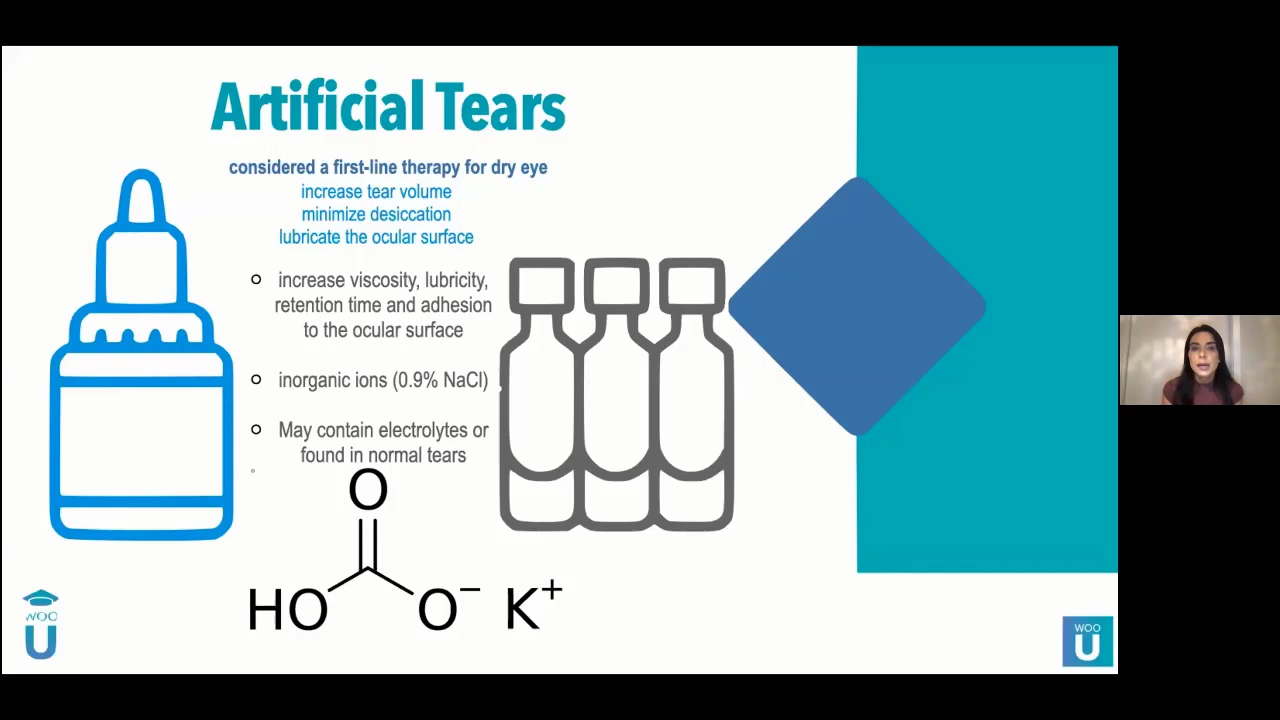 Artificial Tears
considered a first-line therapy for dry eye
increase tear volume
minimize desiccation
lubricate the ocular surface
increase viscosity, lubricity,
retention time and adhesion
to the ocular surface
inorganic ions (0.9% NaCl)
May contain electrolytes or
found in normal tears
O
HO O⁻ K⁺
WOO
U
WOO
U